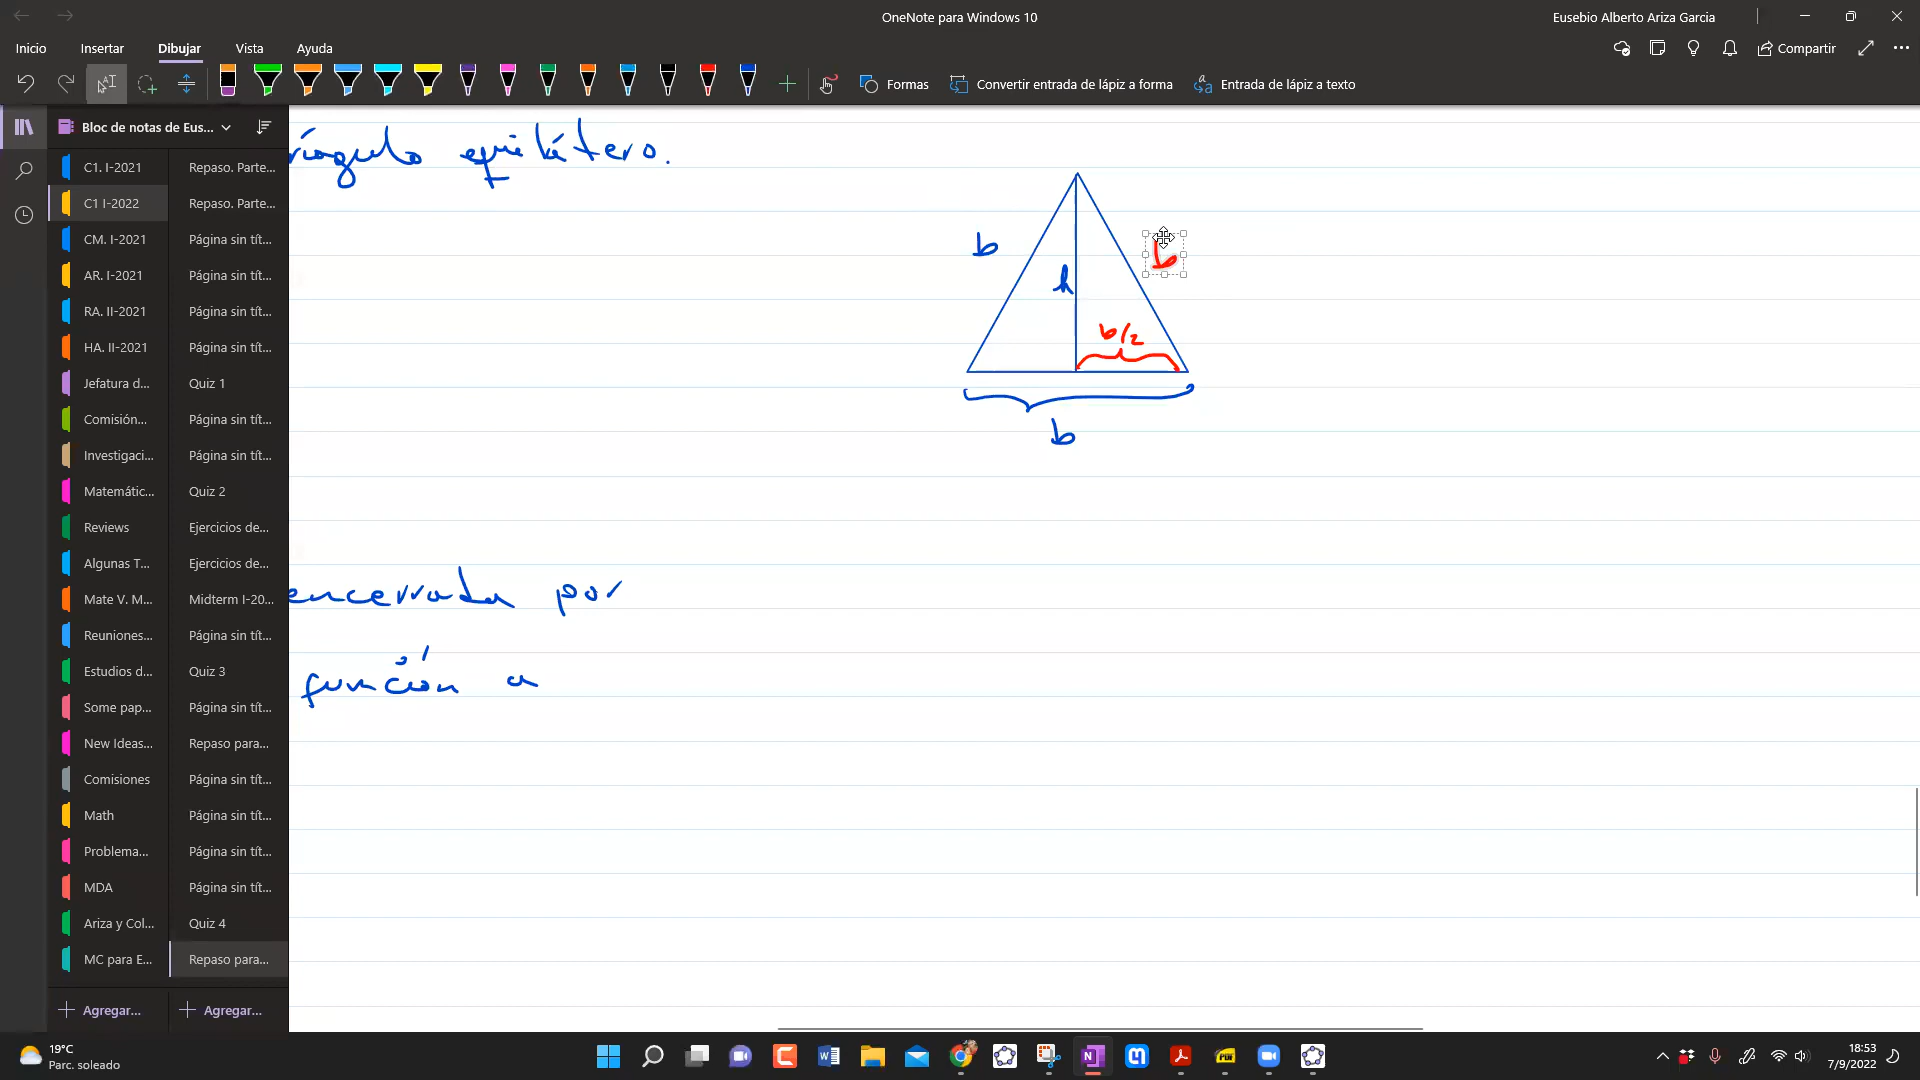 OneNote para Windows 10
Eusebio Alberto Ariza Garcia
Inicio
Insertar
Dibujar
Vista
Ayuda
Compartir
Formas
Convertir entrada de lápiz a forma
Entrada de lápiz a texto
Bloc de notas de Eus...
C1. I-2021
C1 I-2022
CM. I-2021
AR. I-2021
RA. II-2021
HA. II-2021
Jefatura d...
Comisión...
Investigaci...
Matemátic...
Reviews
Algunas T...
Mate V. M...
Reuniones...
Estudios d...
Some pap...
New Ideas...
Comisiones
Math
Problema...
MDA
Ariza y Col...
MC para E...
Agregar...
Repaso. Parte...
Repaso. Parte...
Página sin tít...
Página sin tít...
Página sin tít...
Página sin tít...
Quiz 1
Página sin tít...
Página sin tít...
Quiz 2
Ejercicios de...
Ejercicios de...
Midterm I-20...
Página sin tít...
Quiz 3
Página sin tít...
Repaso para...
Página sin tít...
Página sin tít...
Página sin tít...
Página sin tít...
Quiz 4
Repaso para...
Agregar...
ríangulo equilátero.
b
b
h
b/2
b
encerrada por
función a
19°C
Parc. soleado
18:53
7/9/2022